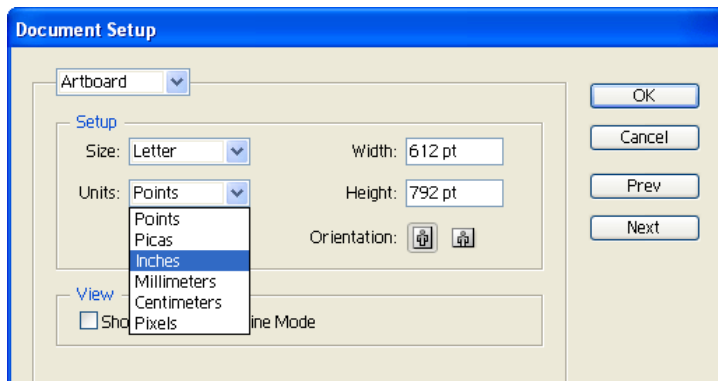 Document Setup
Artboard
OK
Setup
Size: Letter
Width: 612 pt
Cancel
Units: Points
Height: 792 pt
Prev
Points
Picas
Orientation:
Next
Inches
Millimeters
View
Centimeters
Sho
Pixels
ine Mode